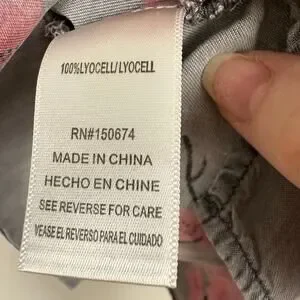 100%LYOCELL/LYOCELL
RN#150674
MADE IN CHINA
HECHO EN CHINE
SEE REVERSE FOR CARE
VEASE EL REVERSO PARA EL CUIDADO